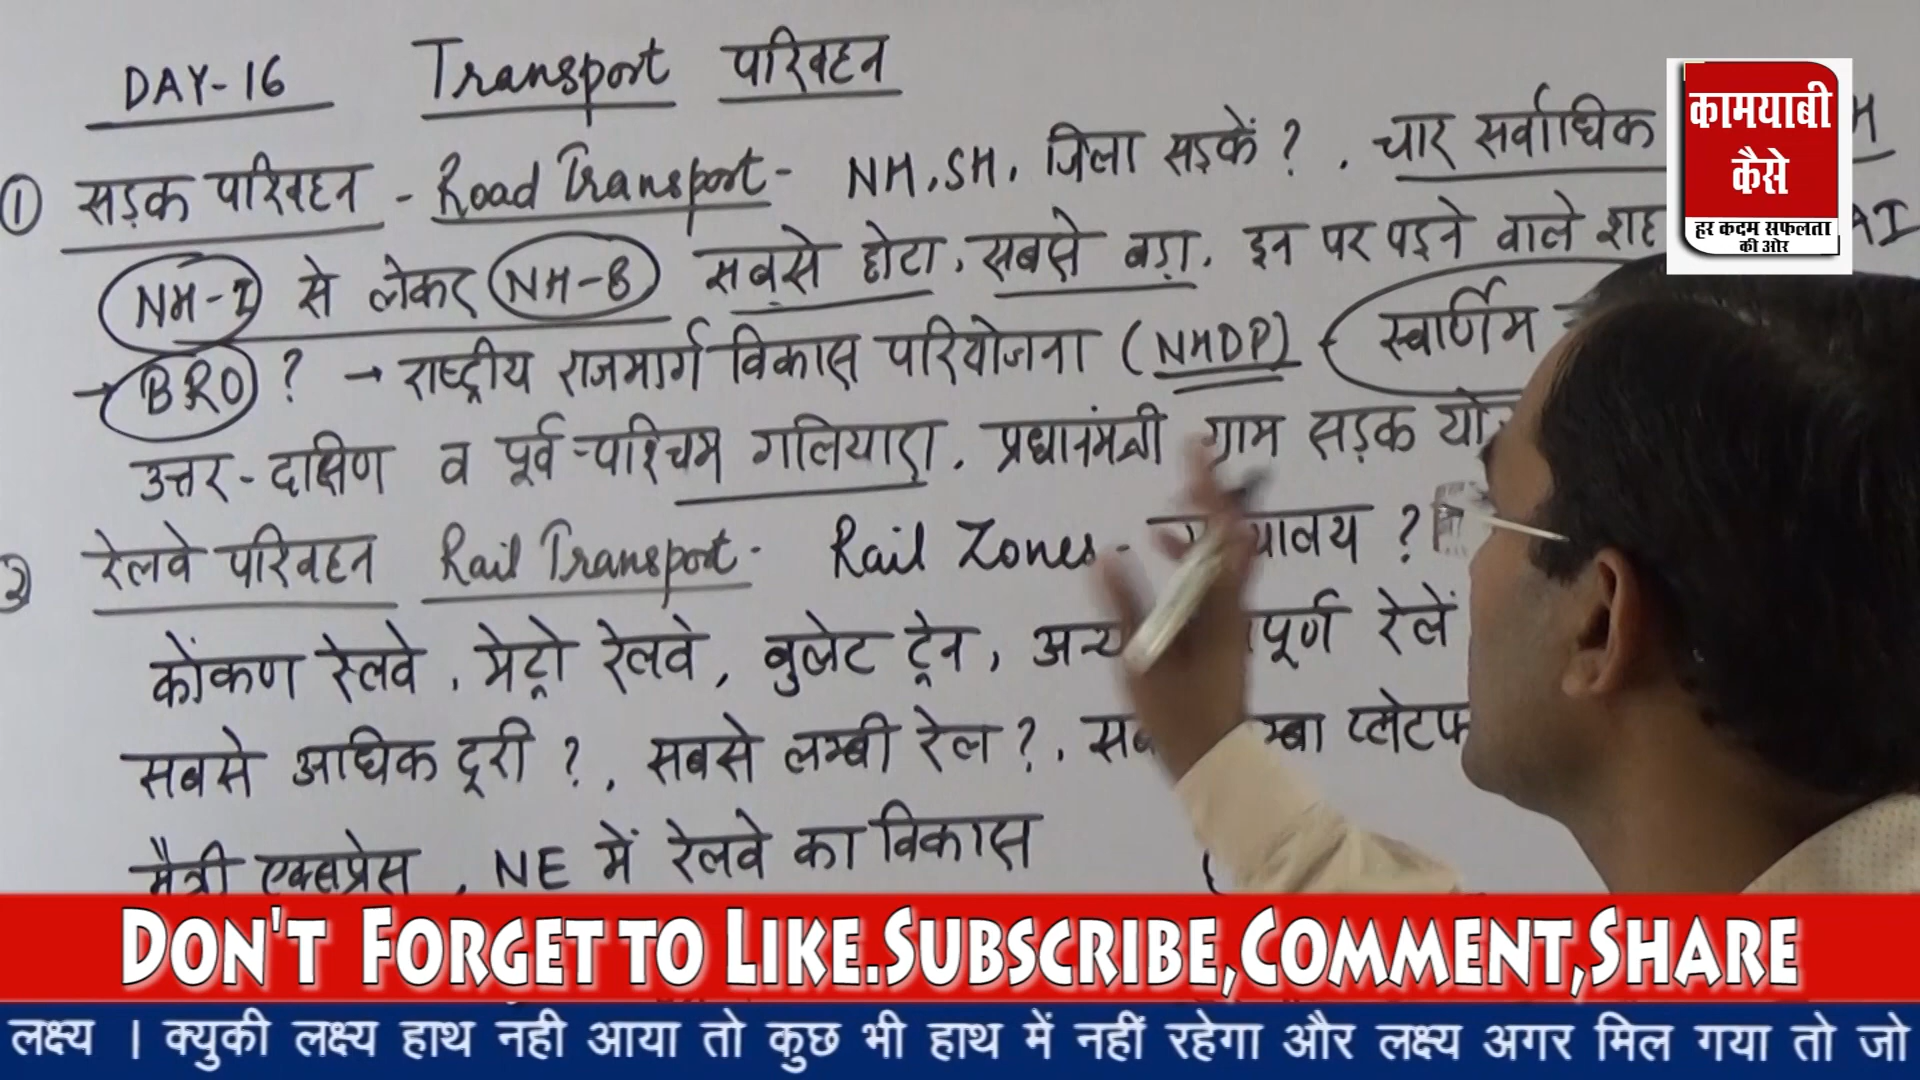 DAY-16 Transport परिवहन
① सड़क परिवहन - Road Transport - NH, SH, जिला सड़कें ? . चार सर्वाधिक
NH-1 से लेकर NH-8 सबसे छोटा, सबसे बड़ा, इन पर पड़ने वाले
→ BRO ? → राष्ट्रीय राजमार्ग विकास परियोजना (NHDP) - स्वर्णिम
उत्तर - दक्षिण व पूर्व - पश्चिम गलियारा, प्रधानमंत्री ग्राम सड़क
2 रेलवे परिवहन Rail Transport - Rail Zones - ?
कोंकण रेलवे, मेट्रो रेलवे, बुलेट ट्रेन, रेलें
सबसे अधिक दूरी ?, सबसे लम्बी रेल ?,
मैत्री एक्सप्रेस, NE में रेलवे का विकास
कामयाबी
कैसे
हर कदम सफलता
की ओर
DON'T FORGET TO LIKE.SUBSCRIBE,COMMENT,SHARE
लक्ष्य । क्युकी लक्ष्य हाथ नही आया तो कुछ भी हाथ में नहीं रहेगा और लक्ष्य अगर मिल गया तो जो